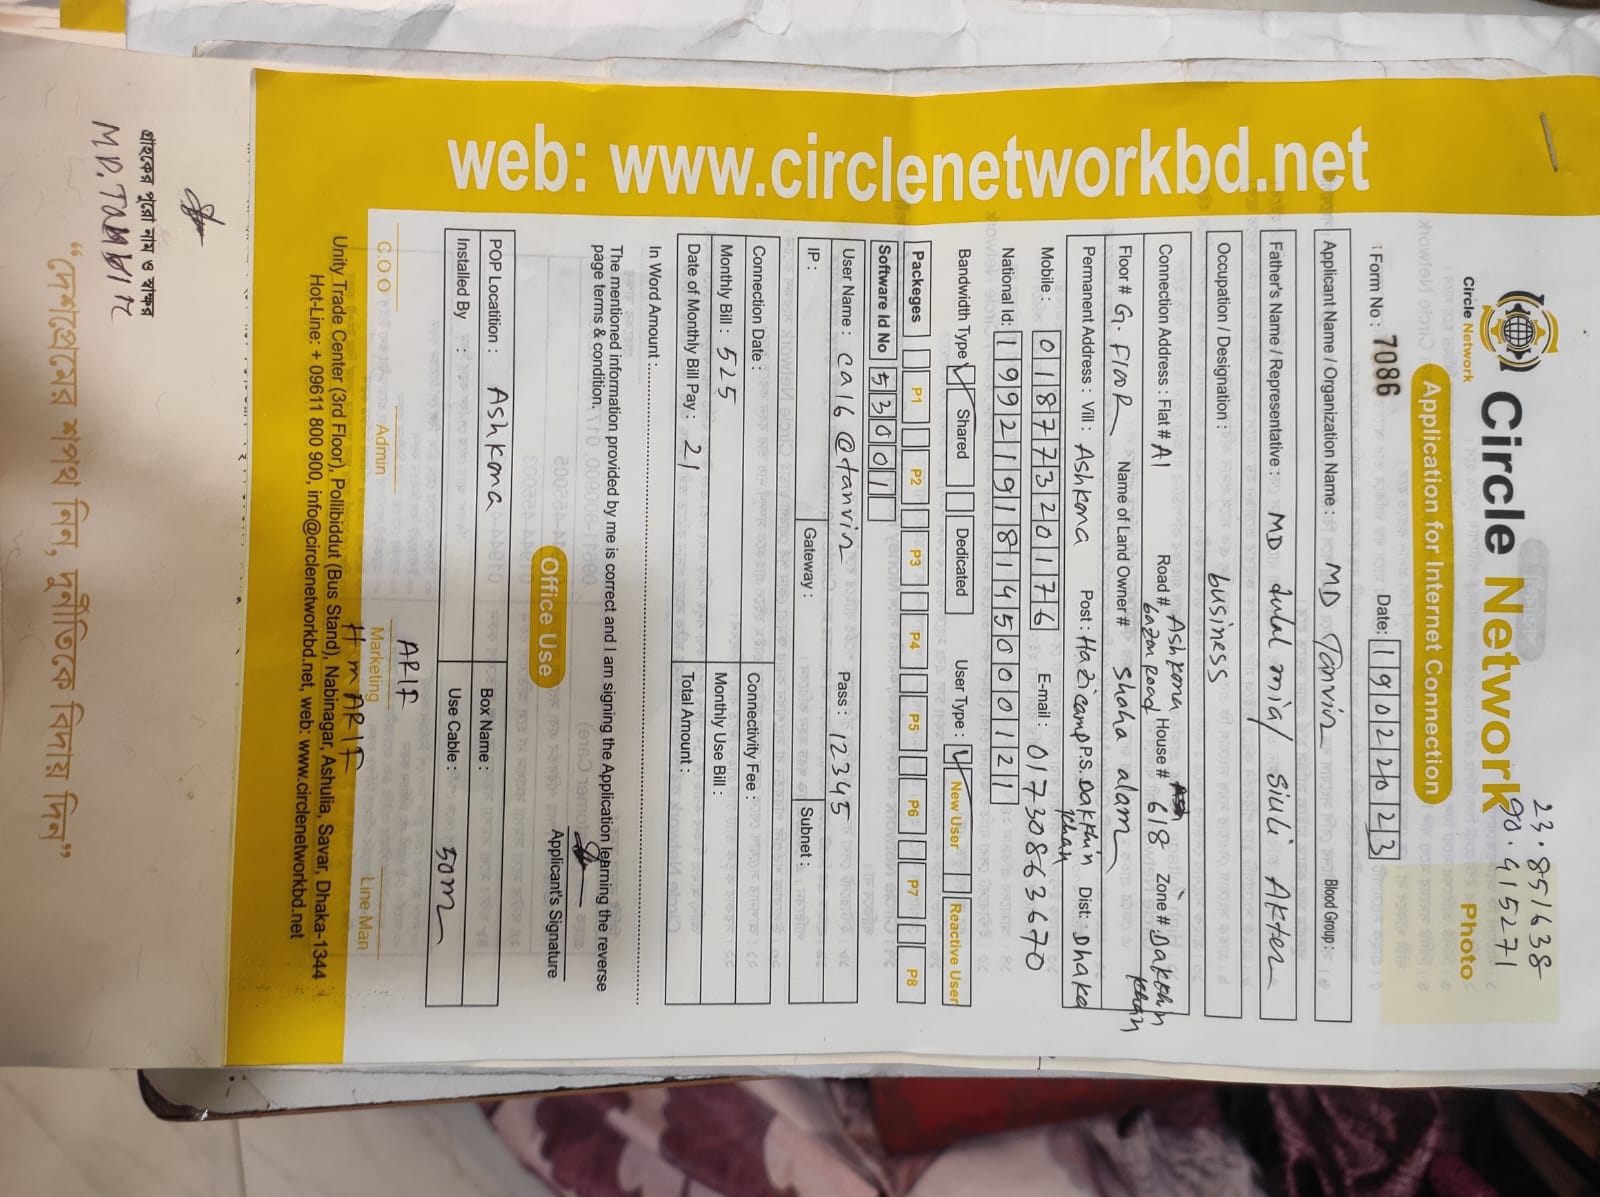 23.851638
90.415271
Circle Network
Circle Network
Photo
Application for Internet Connection
Form No : 7086 Date: 19022023
Applicant Name / Organization Name : MD Tanvir Blood Group :
Father's Name / Representative : MD dulal mia / Siuli Akter
Occupation / Designation : business
Connection Address : Flat # A1 Road # Ashkona bazar road House # 618 Zone # Dakkhin khan
Floor # G. FlooR Name of Land Owner # Shaha alam
Permanent Address : Vill : Ashkona Post : Hazicamp P.S. Dakkhin khan Dist : Dhaka
Mobile : 01877320176 E-mail : 01730863670
National Id: 19921918145000121
Bandwidth Type Shared Dedicated User Type : New User Reactive User
Packeges P1 P2 P3 P4 P5 P6 P7 P8
Software Id No 53001
User Name : ca16@tanvir Pass : 12345
IP : Gateway : Subnet :
Connection Date : Connectivity Fee :
Monthly Bill : 525 Monthly Use Bill :
Date of Monthly Bill Pay : 21 Total Amount :
In Word Amount :
The mentioned information provided by me is correct and I am signing the Application learning the reverse
page terms & condition.
Applicant's Signature
Office Use
POP Locatition : Ashkona Box Name :
Installed By : Use Cable : 50m
ARIF
C.O.O Admin Marketing Line Man
H m ARIF
Unity Trade Center (3rd Floor), Pollibiddut (Bus Stand), Nabinagar, Ashulia, Savar, Dhaka-1344
Hot-Line: + 09611 800 900, info@circlenetworkbd.net, web: www.circlenetworkbd.net
web: www.circlenetworkbd.net
গ্রাহকের পুরো নাম ও স্বাক্ষর
MD.
“দেশপ্রেমের শপথ নিন, দুর্নীতিকে বিদায় দিন”